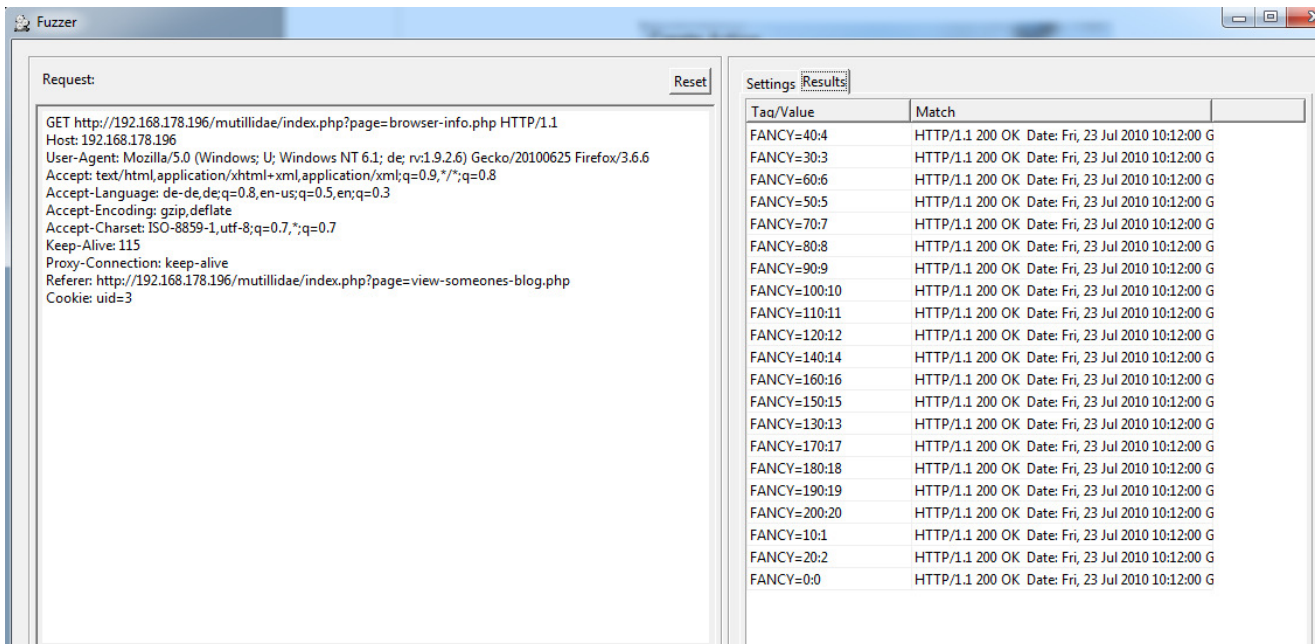 Fuzzer
Request:
Reset
GET http://192.168.178.196/mutillidae/index.php?page=browser-info.php HTTP/1.1
Host: 192.168.178.196
User-Agent: Mozilla/5.0 (Windows; U; Windows NT 6.1; de; rv:1.9.2.6) Gecko/20100625 Firefox/3.6.6
Accept: text/html,application/xhtml+xml,application/xml;q=0.9,*/*;q=0.8
Accept-Language: de-de,de;q=0.8,en-us;q=0.5,en;q=0.3
Accept-Encoding: gzip,deflate
Accept-Charset: ISO-8859-1,utf-8;q=0.7,*;q=0.7
Keep-Alive: 115
Proxy-Connection: keep-alive
Referer: http://192.168.178.196/mutillidae/index.php?page=view-someones-blog.php
Cookie: uid=3
Settings Results
Tag/Value Match
FANCY=40:4 HTTP/1.1 200 OK Date: Fri, 23 Jul 2010 10:12:00 G
FANCY=30:3 HTTP/1.1 200 OK Date: Fri, 23 Jul 2010 10:12:00 G
FANCY=60:6 HTTP/1.1 200 OK Date: Fri, 23 Jul 2010 10:12:00 G
FANCY=50:5 HTTP/1.1 200 OK Date: Fri, 23 Jul 2010 10:12:00 G
FANCY=70:7 HTTP/1.1 200 OK Date: Fri, 23 Jul 2010 10:12:00 G
FANCY=80:8 HTTP/1.1 200 OK Date: Fri, 23 Jul 2010 10:12:00 G
FANCY=90:9 HTTP/1.1 200 OK Date: Fri, 23 Jul 2010 10:12:00 G
FANCY=100:10 HTTP/1.1 200 OK Date: Fri, 23 Jul 2010 10:12:00 G
FANCY=110:11 HTTP/1.1 200 OK Date: Fri, 23 Jul 2010 10:12:00 G
FANCY=120:12 HTTP/1.1 200 OK Date: Fri, 23 Jul 2010 10:12:00 G
FANCY=140:14 HTTP/1.1 200 OK Date: Fri, 23 Jul 2010 10:12:00 G
FANCY=160:16 HTTP/1.1 200 OK Date: Fri, 23 Jul 2010 10:12:00 G
FANCY=150:15 HTTP/1.1 200 OK Date: Fri, 23 Jul 2010 10:12:00 G
FANCY=130:13 HTTP/1.1 200 OK Date: Fri, 23 Jul 2010 10:12:00 G
FANCY=170:17 HTTP/1.1 200 OK Date: Fri, 23 Jul 2010 10:12:00 G
FANCY=180:18 HTTP/1.1 200 OK Date: Fri, 23 Jul 2010 10:12:00 G
FANCY=190:19 HTTP/1.1 200 OK Date: Fri, 23 Jul 2010 10:12:00 G
FANCY=200:20 HTTP/1.1 200 OK Date: Fri, 23 Jul 2010 10:12:00 G
FANCY=10:1 HTTP/1.1 200 OK Date: Fri, 23 Jul 2010 10:12:00 G
FANCY=20:2 HTTP/1.1 200 OK Date: Fri, 23 Jul 2010 10:12:00 G
FANCY=0:0 HTTP/1.1 200 OK Date: Fri, 23 Jul 2010 10:12:00 G